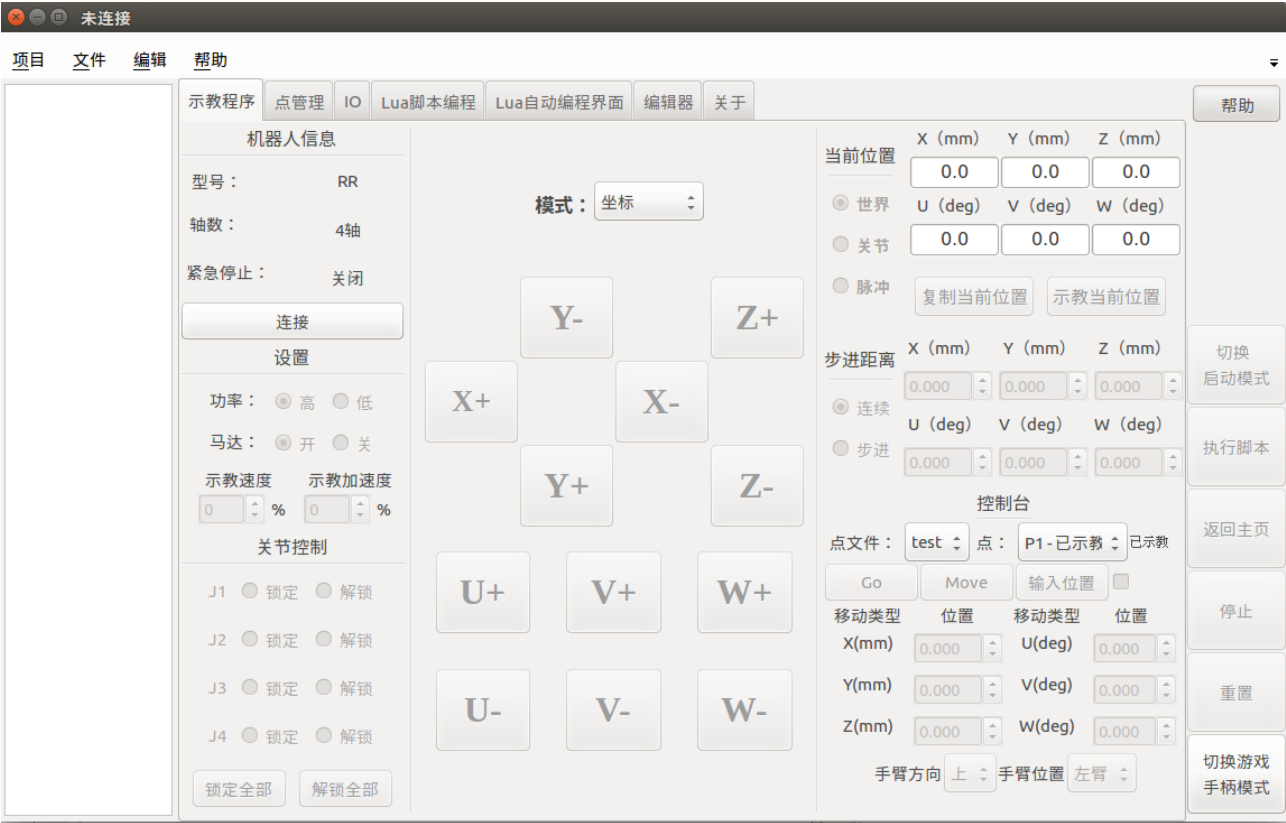 未连接
项目 文件 编辑 帮助
示教程序 点管理 IO Lua脚本编程 Lua自动编程界面 编辑器 关于
帮助
机器人信息
型号： RR
轴数： 4轴
紧急停止： 关闭
连接
设置
功率： 高 低
马达： 开 关
示教速度 示教加速度
0 % 0 %
关节控制
J1 锁定 解锁
J2 锁定 解锁
J3 锁定 解锁
J4 锁定 解锁
锁定全部 解锁全部
模式： 坐标
Y- Z+
X+ X-
Y+ Z-
U+ V+ W+
U- V- W-
当前位置 X（mm） Y（mm） Z（mm）
0.0 0.0 0.0
世界 U（deg） V（deg） W（deg）
关节 0.0 0.0 0.0
脉冲 复制当前位置 示教当前位置
步进距离 X（mm） Y（mm） Z（mm）
0.000 0.000 0.000
连续 U（deg） V（deg） W（deg）
步进 0.000 0.000 0.000
控制台
点文件： test 点： P1-已示教 已示教
Go Move 输入位置
移动类型 位置 移动类型 位置
X(mm) 0.000 U(deg) 0.000
Y(mm) 0.000 V(deg) 0.000
Z(mm) 0.000 W(deg) 0.000
手臂方向 上 手臂位置 左臂
切换
启动模式
执行脚本
返回主页
停止
重置
切换游戏
手柄模式